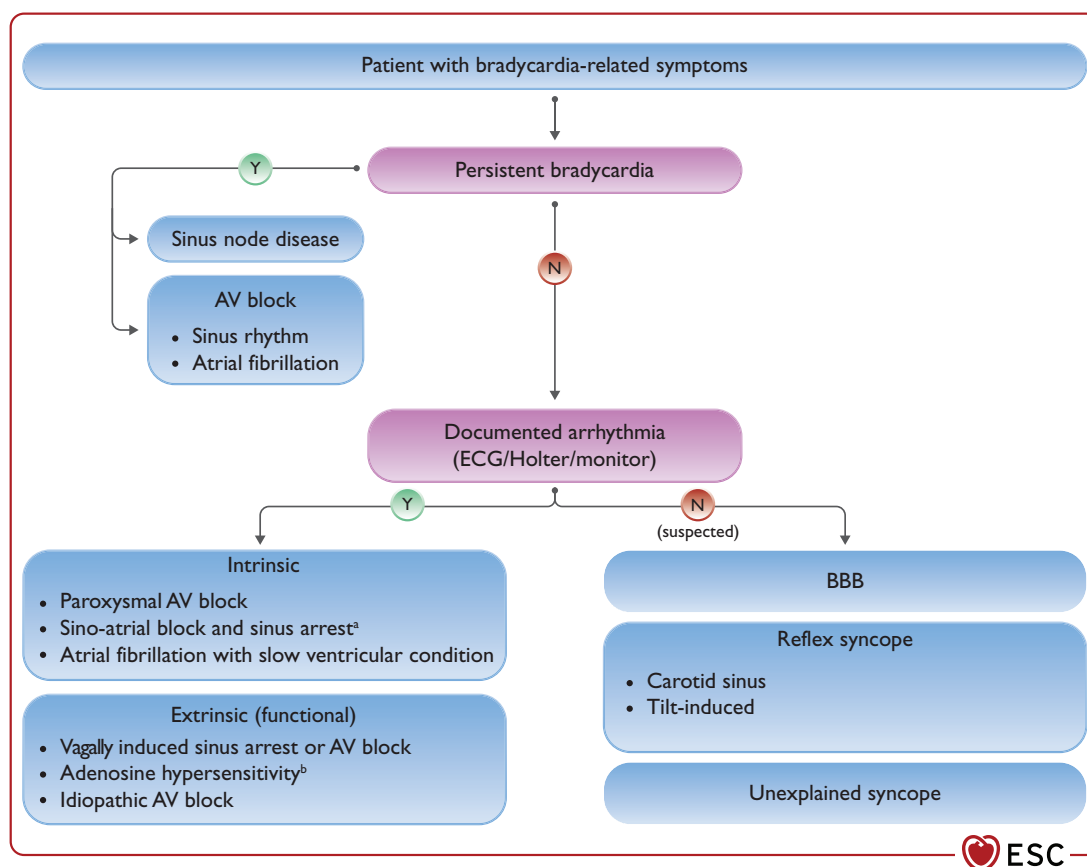 Patient with bradycardia-related symptoms
Y
Persistent bradycardia
Sinus node disease
N
AV block
• Sinus rhythm
• Atrial fibrillation
Documented arrhythmia
(ECG/Holter/monitor)
Y
N
(suspected)
Intrinsic
• Paroxysmal AV block
• Sino-atrial block and sinus arrestᵃ
• Atrial fibrillation with slow ventricular condition
Extrinsic (functional)
• Vagally induced sinus arrest or AV block
• Adenosine hypersensitivityᵇ
• Idiopathic AV block
BBB
Reflex syncope
• Carotid sinus
• Tilt-induced
Unexplained syncope
ESC